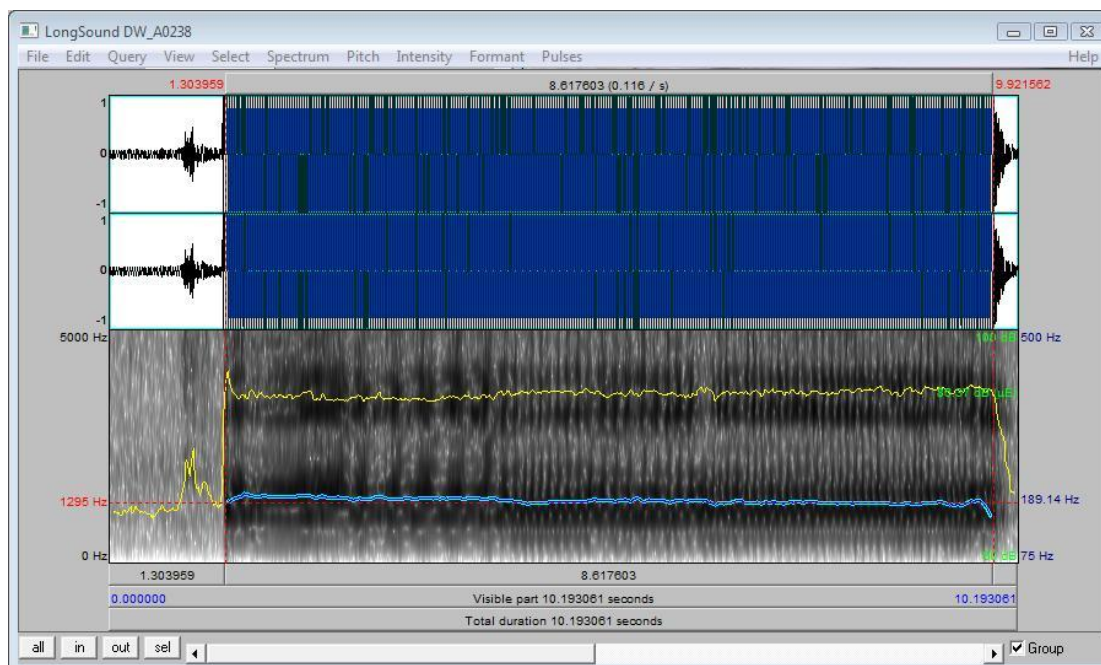 LongSound DW_A0238
File Edit Query View Select Spectrum Pitch Intensity Formant Pulses Help
1.303959 8.617603 (0.116 / s) 9.921562
1
0
-1
1
0
-1
5000 Hz 100 dB 500 Hz
1295 Hz 189.14 Hz
0 Hz 75 Hz
1.303959 8.617603
0.000000 Visible part 10.193061 seconds 10.193061
Total duration 10.193061 seconds
all in out sel Group